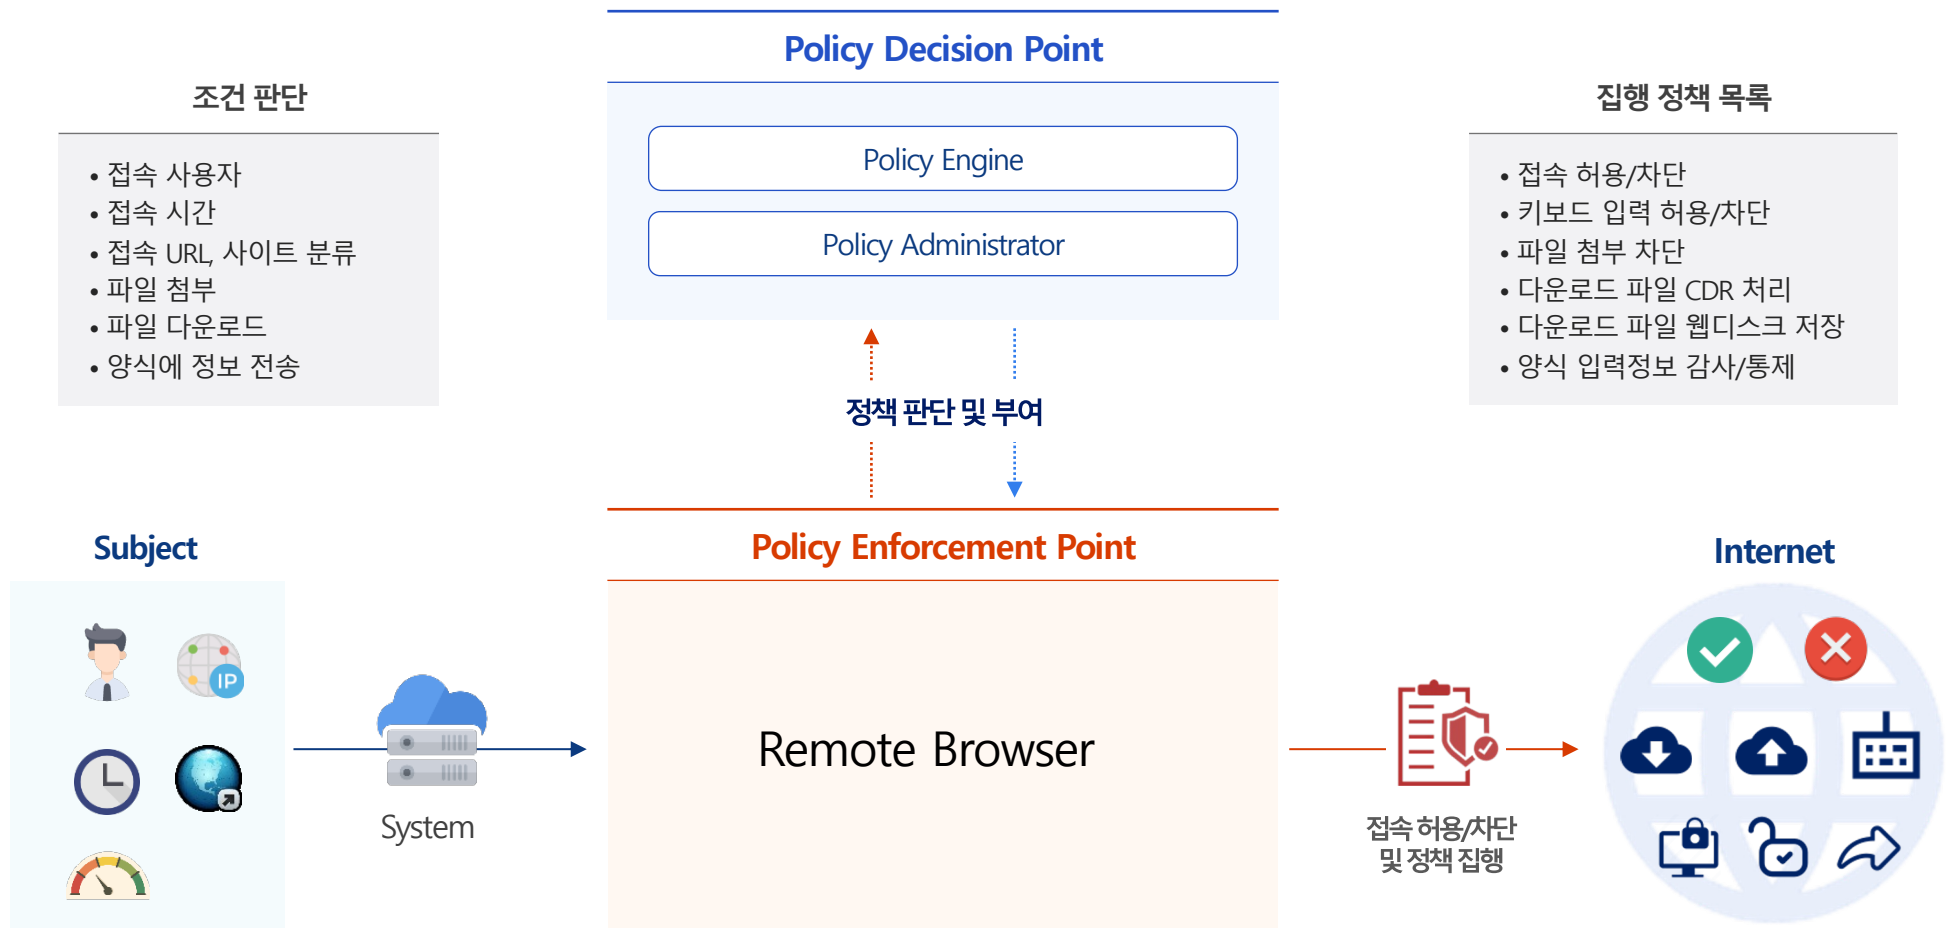 Policy Decision Point
Policy Engine
Policy Administrator
조건 판단
• 접속 사용자
• 접속 시간
• 접속 URL, 사이트 분류
• 파일 첨부
• 파일 다운로드
• 양식에 정보 전송
집행 정책 목록
• 접속 허용/차단
• 키보드 입력 허용/차단
• 파일 첨부 차단
• 다운로드 파일 CDR 처리
• 다운로드 파일 웹디스크 저장
• 양식 입력정보 감사/통제
정책 판단 및 부여
Subject
IP
System
Policy Enforcement Point
Remote Browser
접속 허용/차단
및 정책 집행
Internet